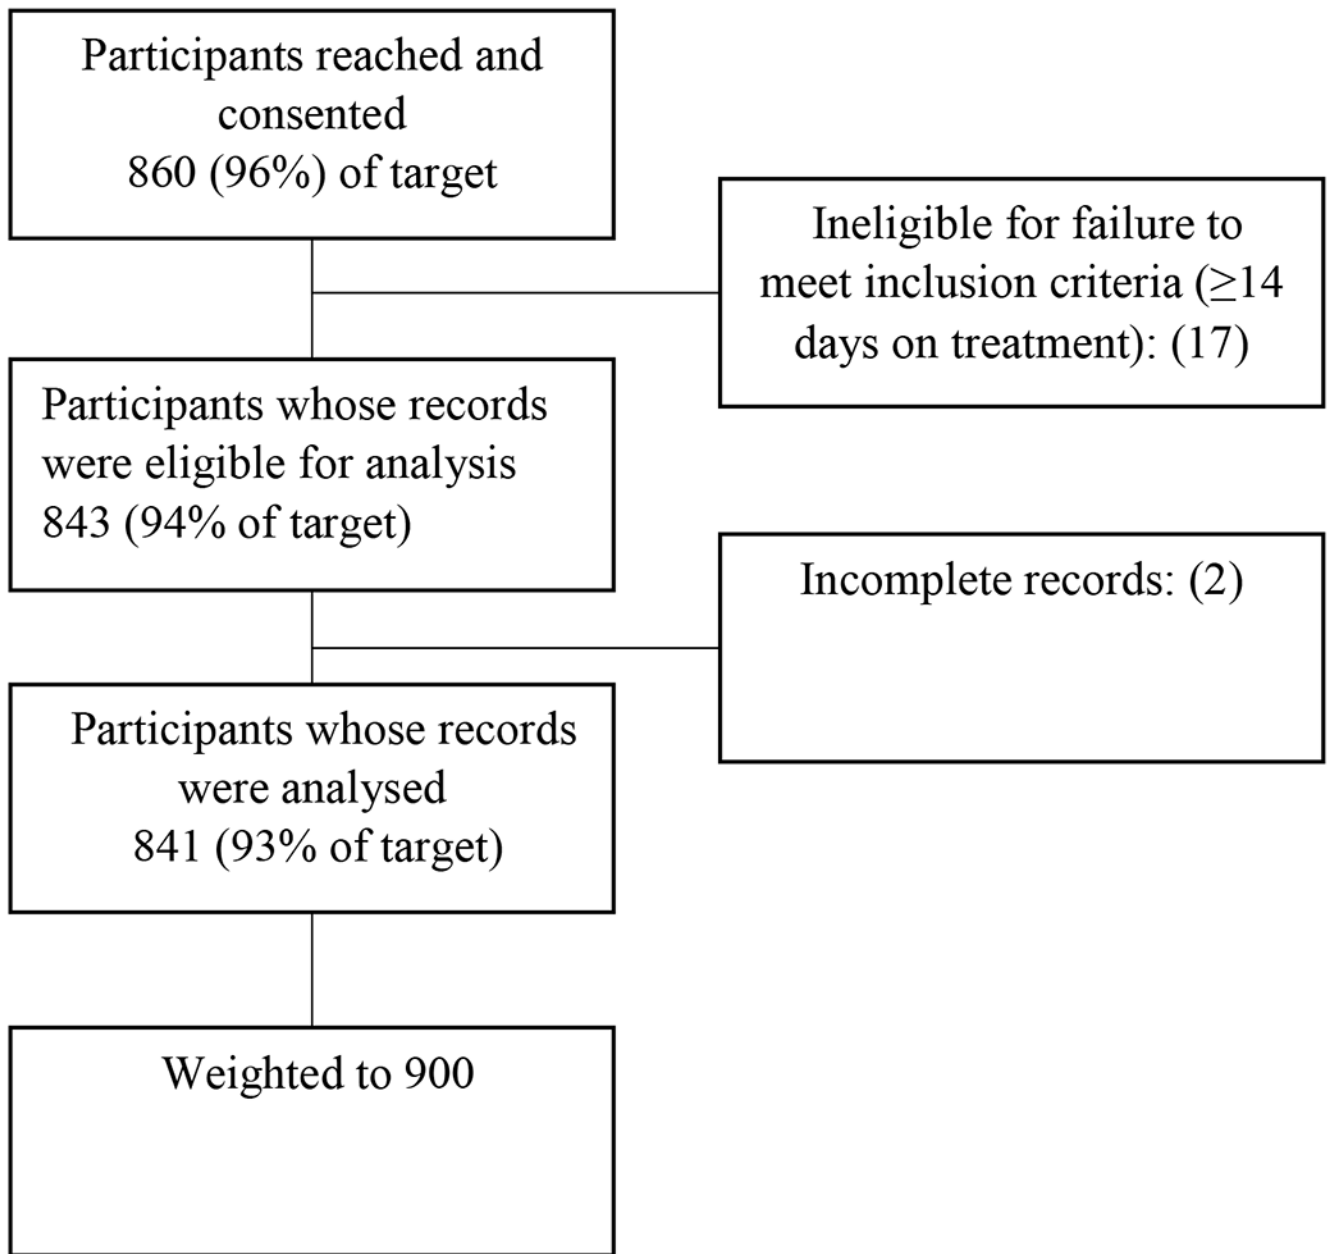 Participants reached and
consented
860 (96%) of target
Ineligible for failure to
meet inclusion criteria (≥14
days on treatment): (17)
Participants whose records
were eligible for analysis
843 (94% of target)
Incomplete records: (2)
Participants whose records
were analysed
841 (93% of target)
Weighted to 900